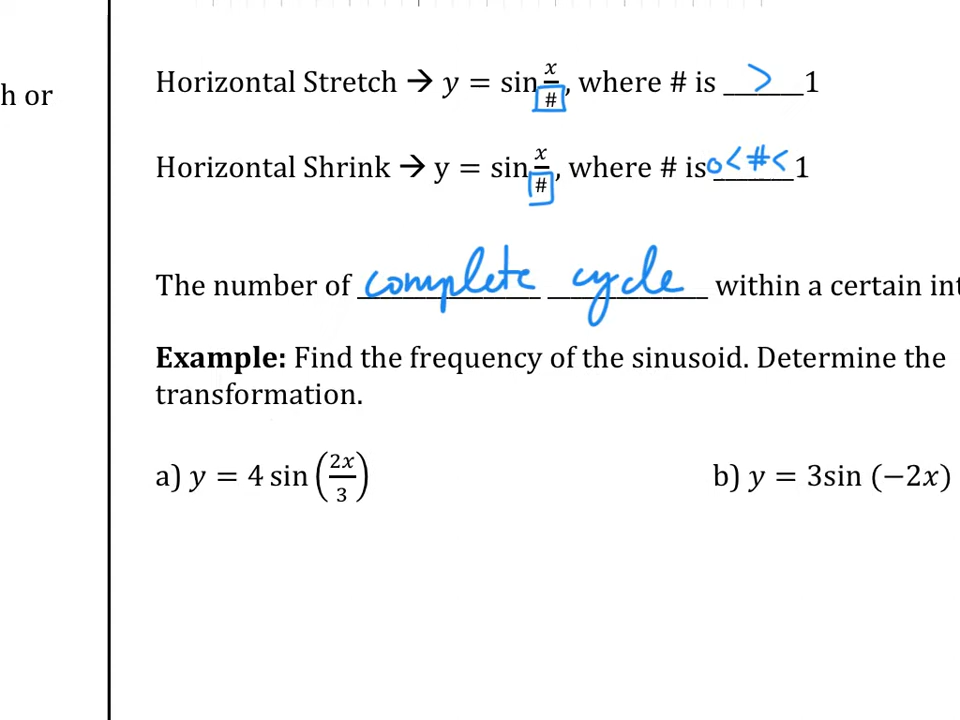 Horizontal Stretch → y = sin x/#, where # is > 1
h or
Horizontal Shrink → y = sin x/#, where # is 0 < # < 1
The number of complete cycle within a certain int
Example: Find the frequency of the sinusoid. Determine the
transformation.
a) y = 4 sin (2x/3) b) y = 3sin (−2x)